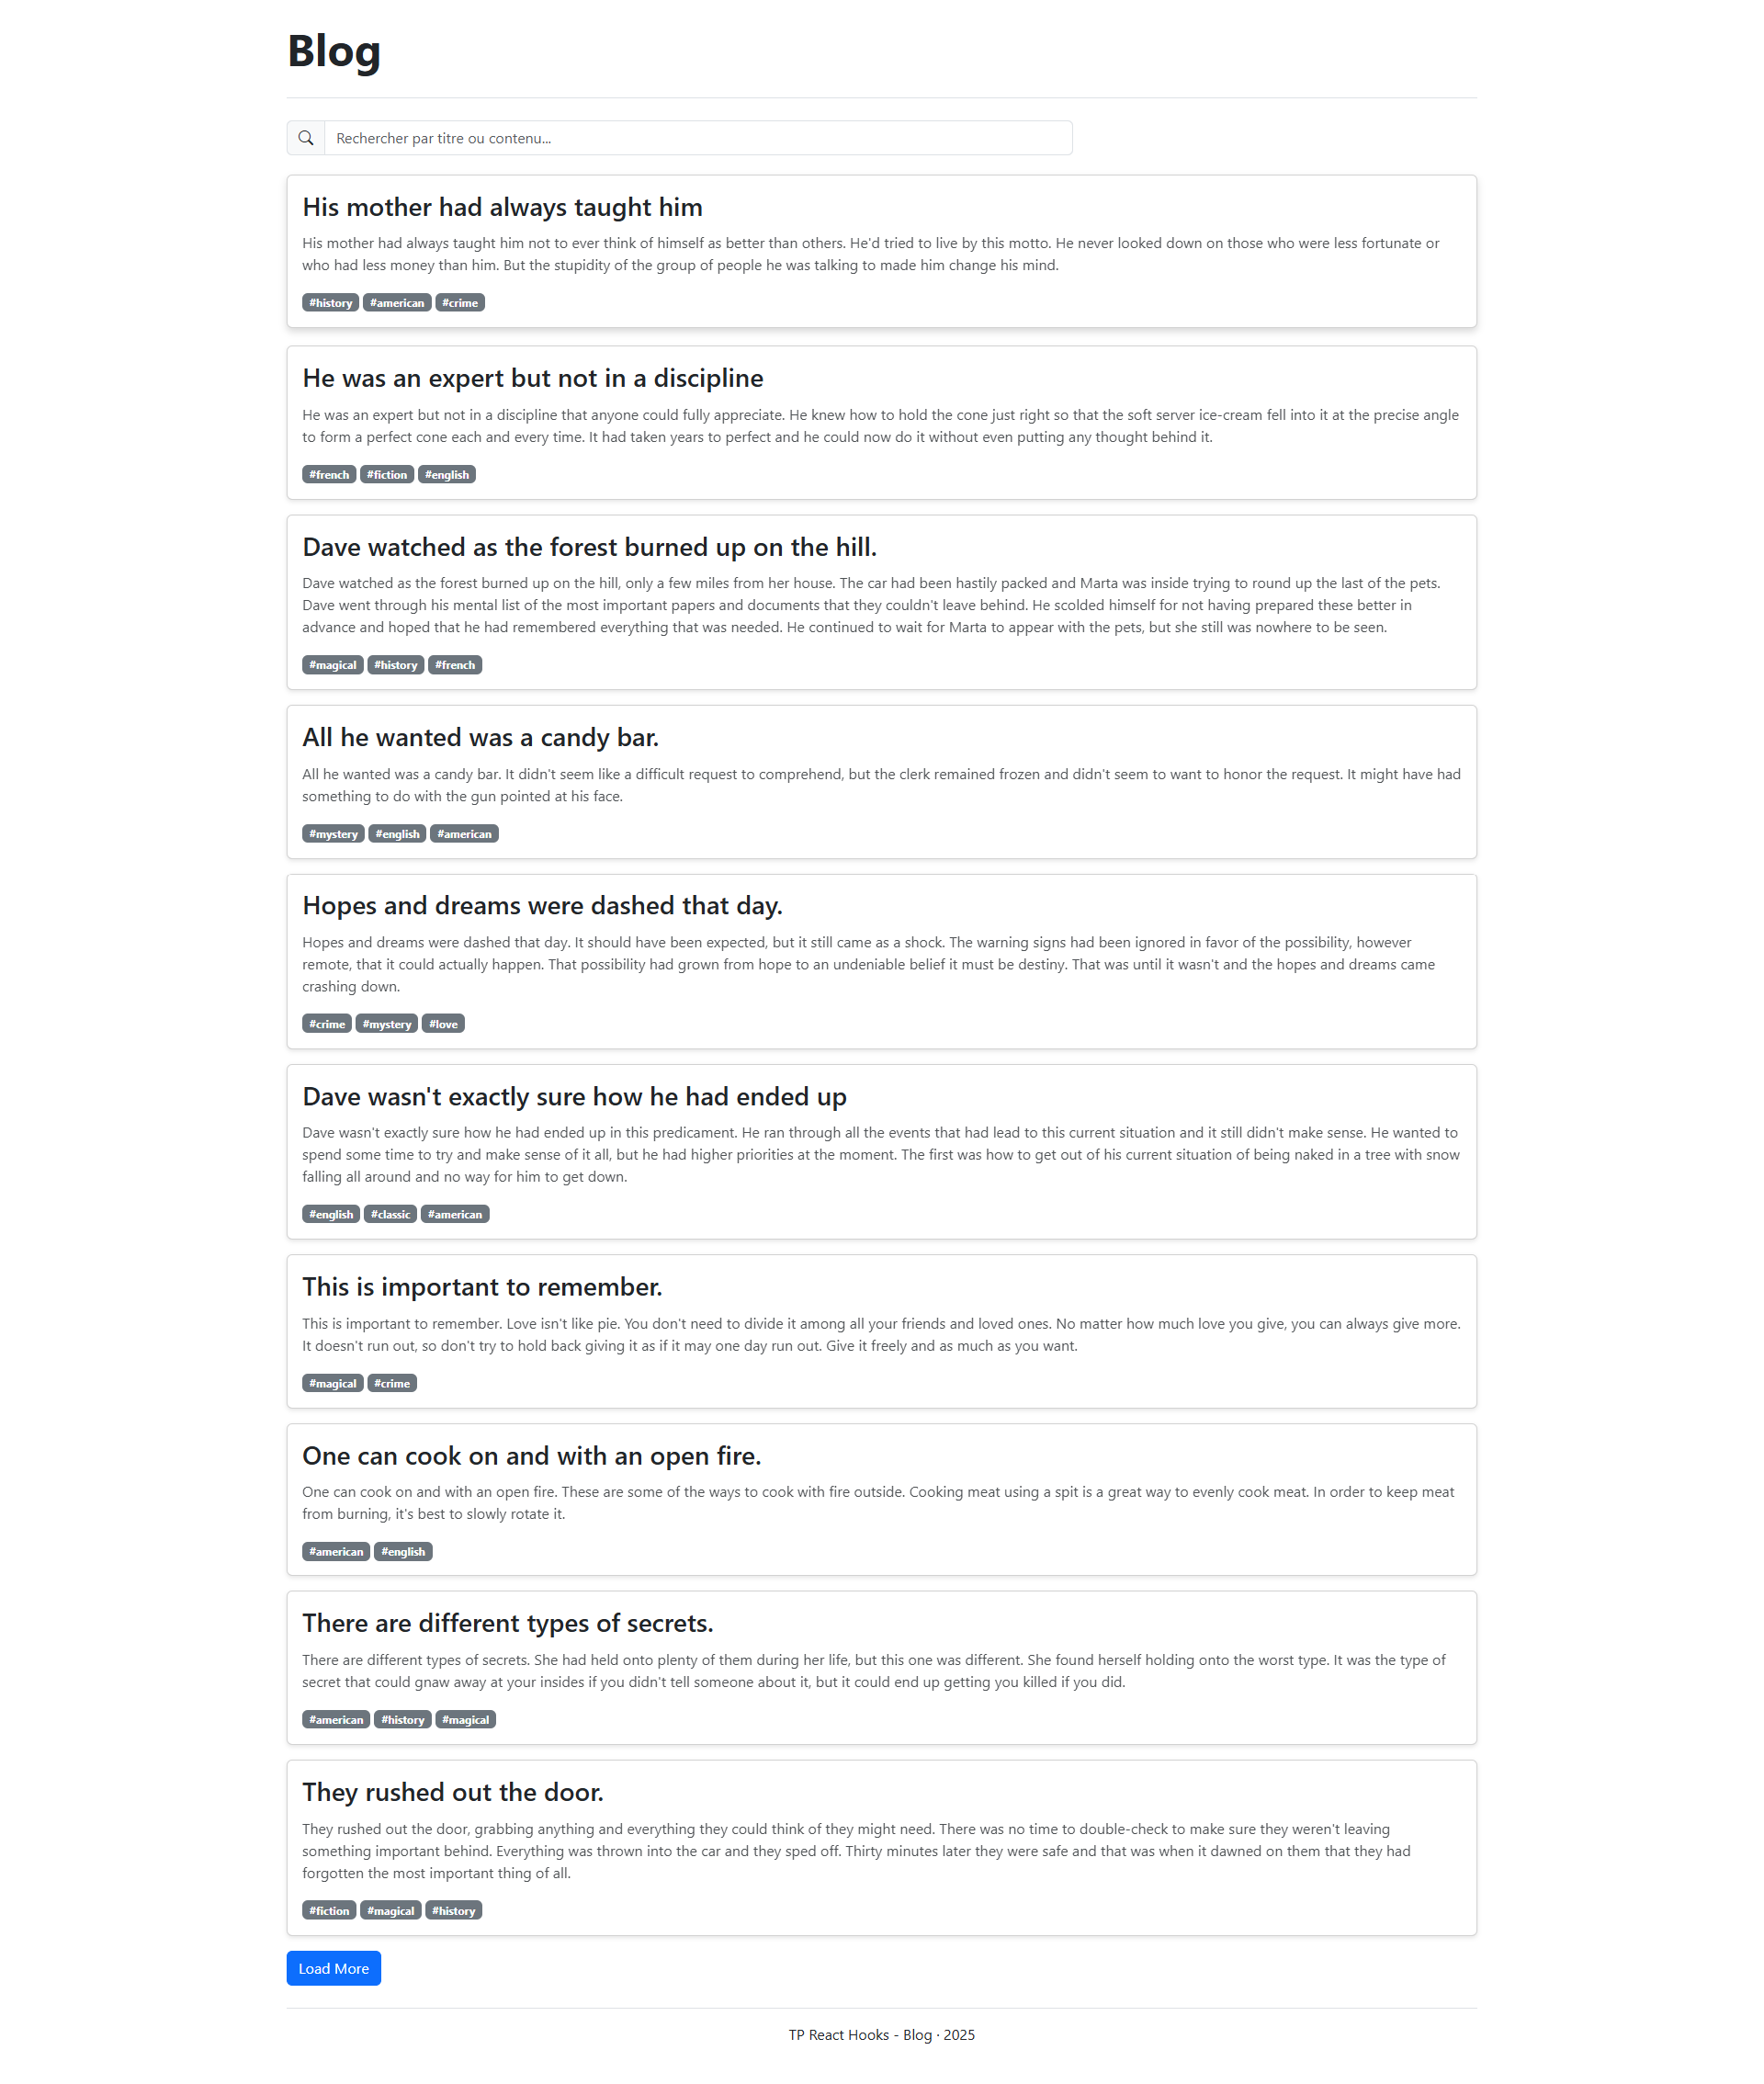 Blog
Rechercher par titre ou contenu...
His mother had always taught him
His mother had always taught him not to ever think of himself as better than others. He'd tried to live by this motto. He never looked down on those who were less fortunate or
who had less money than him. But the stupidity of the group of people he was talking to made him change his mind.
#history #american #crime
He was an expert but not in a discipline
He was an expert but not in a discipline that anyone could fully appreciate. He knew how to hold the cone just right so that the soft server ice-cream fell into it at the precise angle
to form a perfect cone each and every time. It had taken years to perfect and he could now do it without even putting any thought behind it.
#french #fiction #english
Dave watched as the forest burned up on the hill.
Dave watched as the forest burned up on the hill, only a few miles from her house. The car had been hastily packed and Marta was inside trying to round up the last of the pets.
Dave went through his mental list of the most important papers and documents that they couldn't leave behind. He scolded himself for not having prepared these better in
advance and hoped that he had remembered everything that was needed. He continued to wait for Marta to appear with the pets, but she still was nowhere to be seen.
#magical #history #french
All he wanted was a candy bar.
All he wanted was a candy bar. It didn't seem like a difficult request to comprehend, but the clerk remained frozen and didn't seem to want to honor the request. It might have had
something to do with the gun pointed at his face.
#mystery #english #american
Hopes and dreams were dashed that day.
Hopes and dreams were dashed that day. It should have been expected, but it still came as a shock. The warning signs had been ignored in favor of the possibility, however
remote, that it could actually happen. That possibility had grown from hope to an undeniable belief it must be destiny. That was until it wasn't and the hopes and dreams came
crashing down.
#crime #mystery #love
Dave wasn't exactly sure how he had ended up
Dave wasn't exactly sure how he had ended up in this predicament. He ran through all the events that had lead to this current situation and it still didn't make sense. He wanted to
spend some time to try and make sense of it all, but he had higher priorities at the moment. The first was how to get out of his current situation of being naked in a tree with snow
falling all around and no way for him to get down.
#english #classic #american
This is important to remember.
This is important to remember. Love isn't like pie. You don't need to divide it among all your friends and loved ones. No matter how much love you give, you can always give more.
It doesn't run out, so don't try to hold back giving it as if it may one day run out. Give it freely and as much as you want.
#magical #crime
One can cook on and with an open fire.
One can cook on and with an open fire. These are some of the ways to cook with fire outside. Cooking meat using a spit is a great way to evenly cook meat. In order to keep meat
from burning, it's best to slowly rotate it.
#american #english
There are different types of secrets.
There are different types of secrets. She had held onto plenty of them during her life, but this one was different. She found herself holding onto the worst type. It was the type of
secret that could gnaw away at your insides if you didn't tell someone about it, but it could end up getting you killed if you did.
#american #history #magical
They rushed out the door.
They rushed out the door, grabbing anything and everything they could think of they might need. There was no time to double-check to make sure they weren't leaving
something important behind. Everything was thrown into the car and they sped off. Thirty minutes later they were safe and that was when it dawned on them that they had
forgotten the most important thing of all.
#fiction #magical #history
Load More
TP React Hooks - Blog · 2025